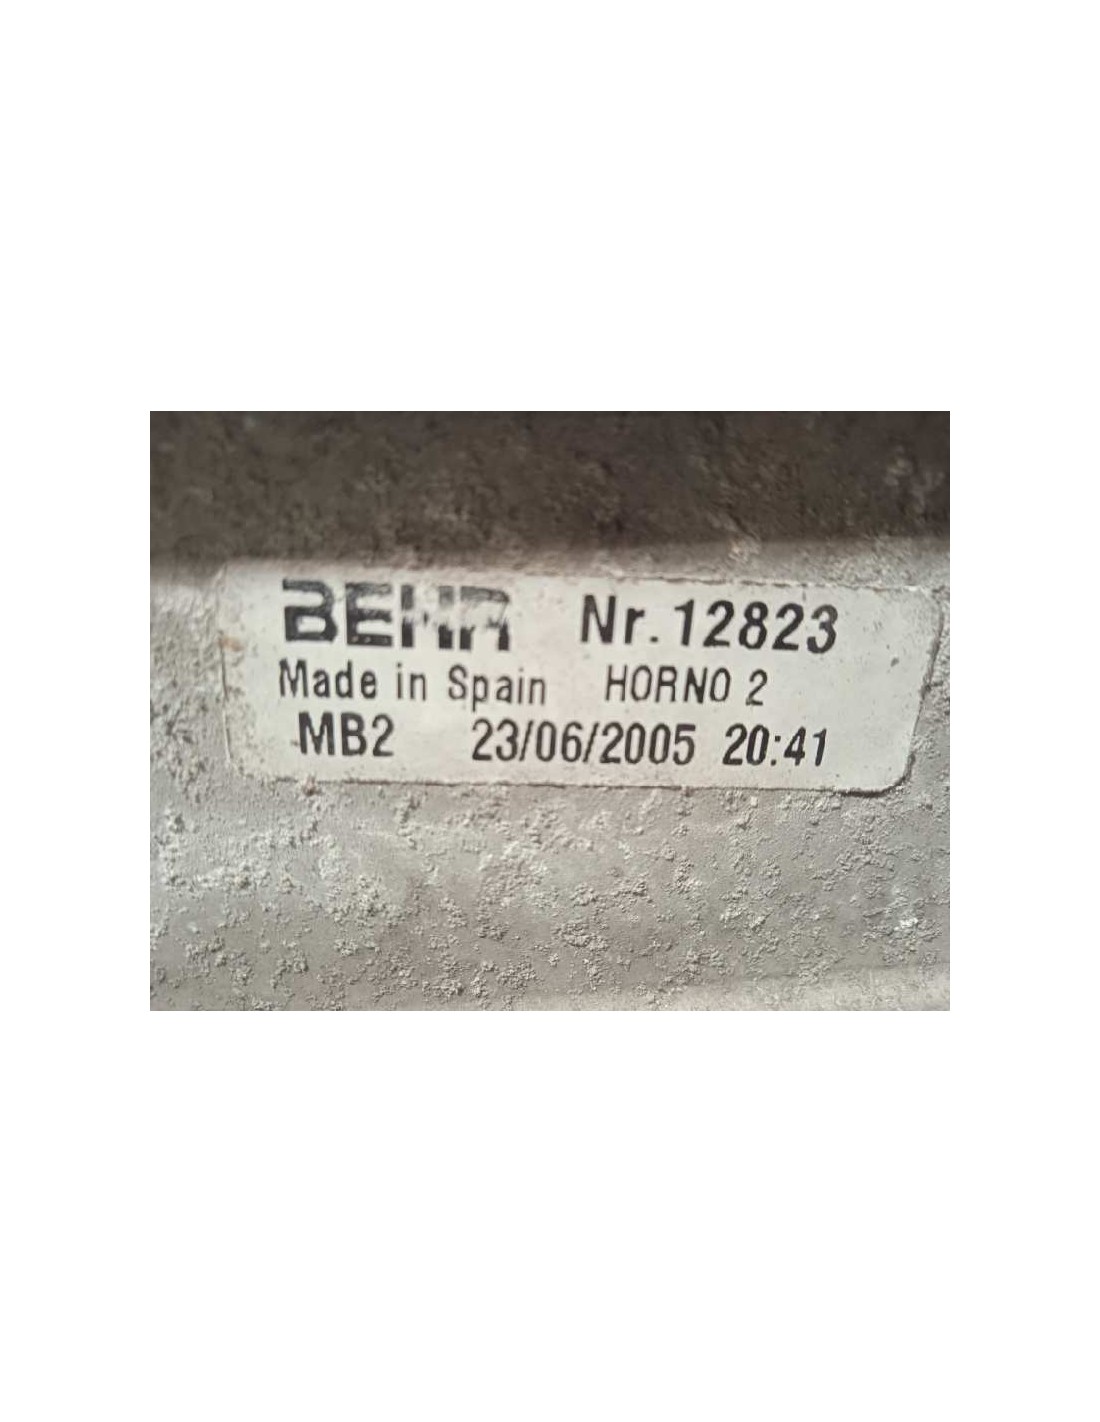 BEHR Nr. 12823
Made in Spain HORNO 2
MB2 23/06/2005 20:41